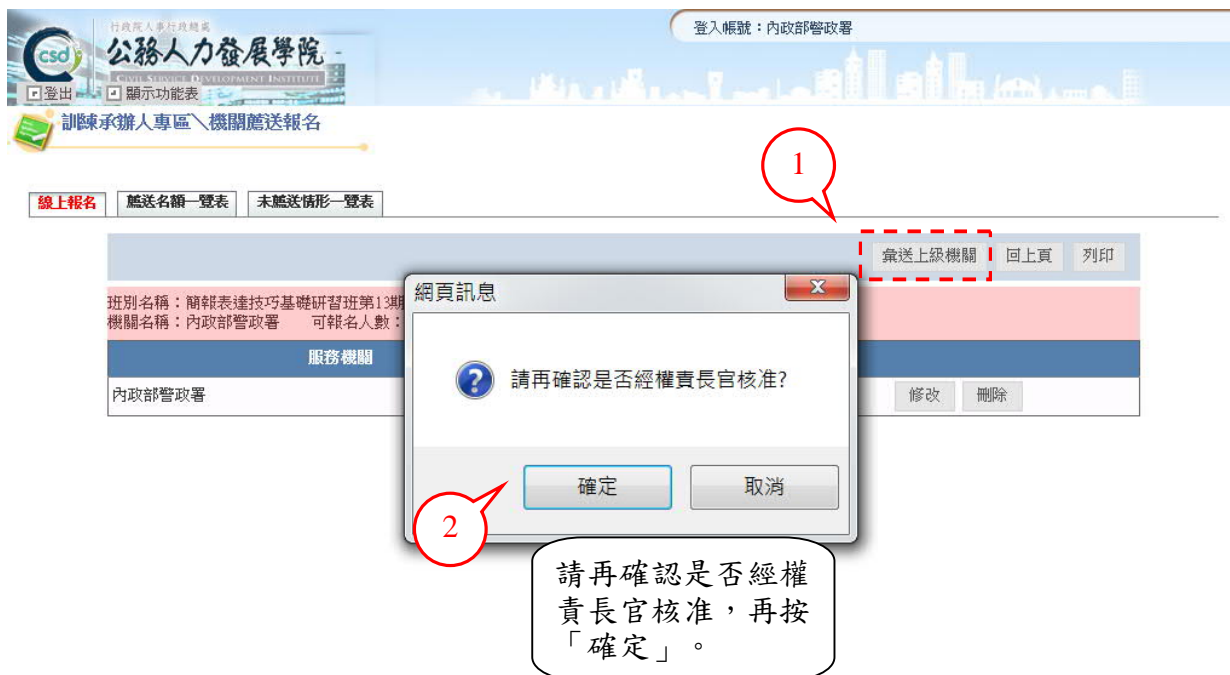 行政院人事行政總處
登入帳號：內政部警政署
csd
公務人力發展學院
CIVIL SERVICE DEVELOPMENT INSTITUTE
登出 顯示功能表
訓練承辦人專區＼機關薦送報名
1
線上報名 薦送名額一覽表 未薦送情形一覽表
彙送上級機關 回上頁 列印
網頁訊息
班別名稱：簡報表達技巧基礎研習班第13期
機關名稱：內政部警政署 可報名人數：
服務機關
請再確認是否經權責長官核准?
內政部警政署 修改 刪除
確定 取消
2
請再確認是否經權
責長官核准，再按
「確定」。